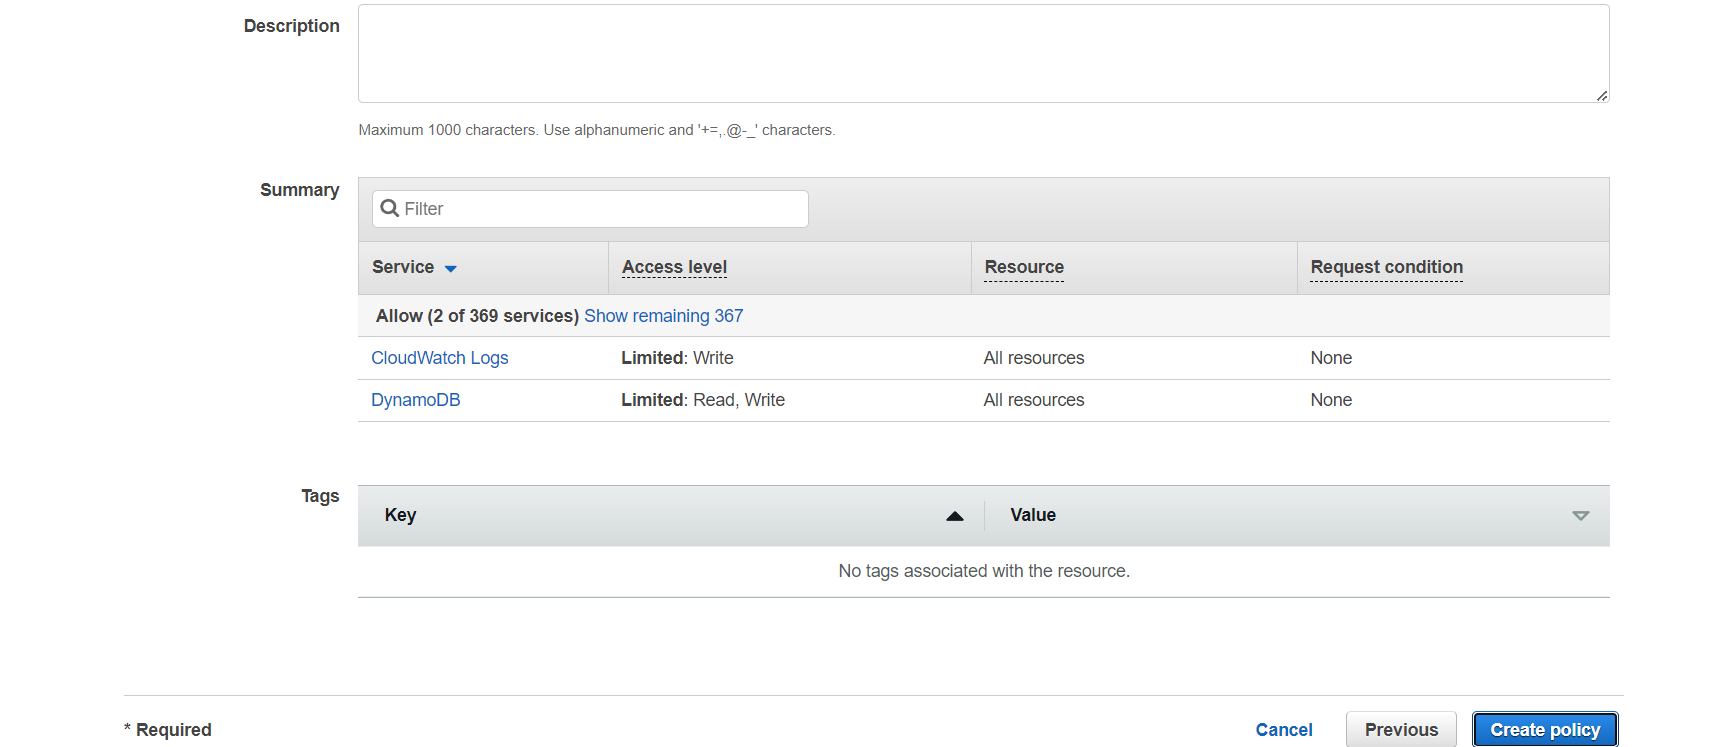 Description
Maximum 1000 characters. Use alphanumeric and '+=,.@-_' characters.
Summary
Filter
Service Access level Resource Request condition
Allow (2 of 369 services) Show remaining 367
CloudWatch Logs Limited: Write All resources None
DynamoDB Limited: Read, Write All resources None
Tags
Key Value
No tags associated with the resource.
* Required Cancel Previous Create policy